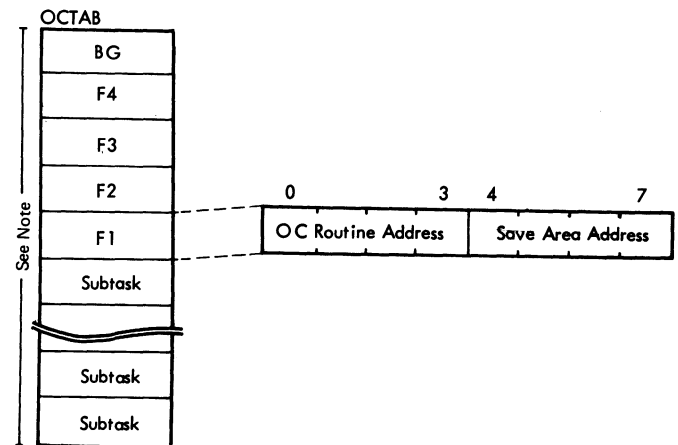 OCTAB
BG
F4
F3
F2
F1
Subtask
Subtask
Subtask
See Note
0 3 4 7
OC Routine Address
Save Area Address